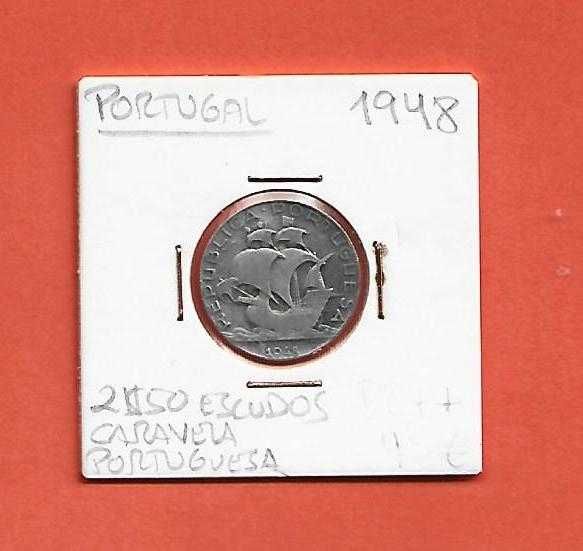 PORTUGAL 1948
REPUBLICA · PORTUGUESA
2$50 ESCUDOS
CARAVELA
PORTUGUESA
€